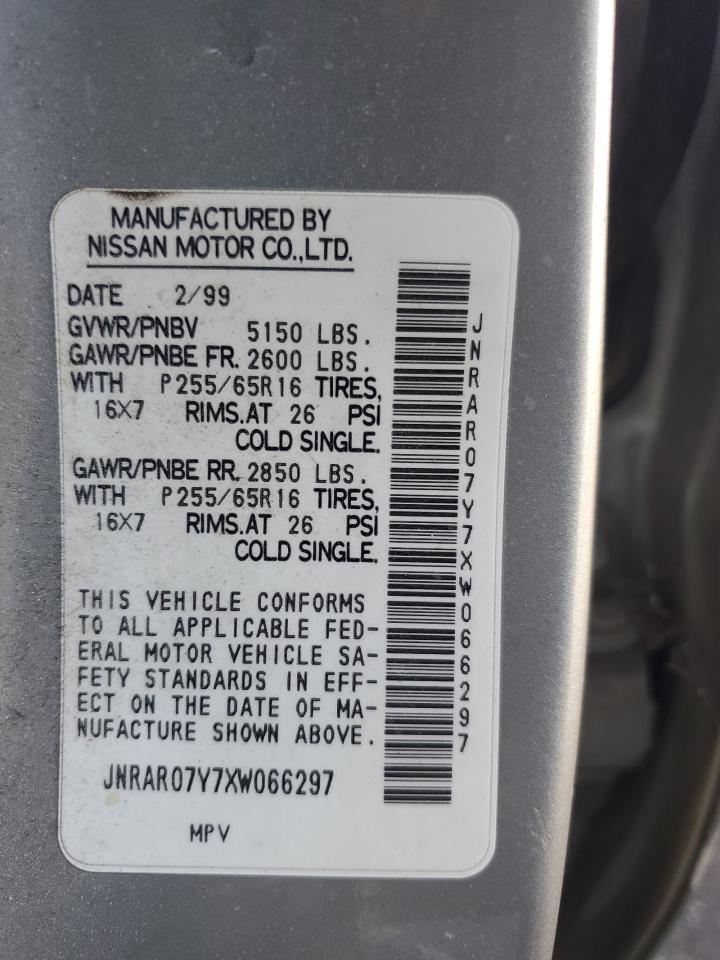 MANUFACTURED BY
NISSAN MOTOR CO.,LTD.
DATE 2/99
GVWR/PNBV 5150 LBS.
GAWR/PNBE FR. 2600 LBS.
WITH P255/65R16 TIRES,
16X7 RIMS.AT 26 PSI
COLD SINGLE.
GAWR/PNBE RR. 2850 LBS.
WITH P255/65R16 TIRES,
16X7 RIMS.AT 26 PSI
COLD SINGLE.
THIS VEHICLE CONFORMS
TO ALL APPLICABLE FED-
ERAL MOTOR VEHICLE SA-
FETY STANDARDS IN EFF-
ECT ON THE DATE OF MA-
NUFACTURE SHOWN ABOVE.
JNRAR07Y7XW066297
MPV
JNRAR07Y7XW066297